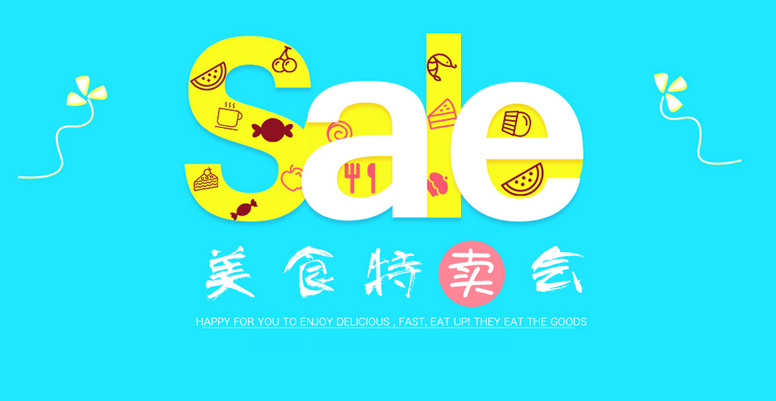 Sale
美食特卖会
HAPPY FOR YOU TO ENJOY DELICIOUS , FAST, EAT UP! THEY EAT THE GOODS